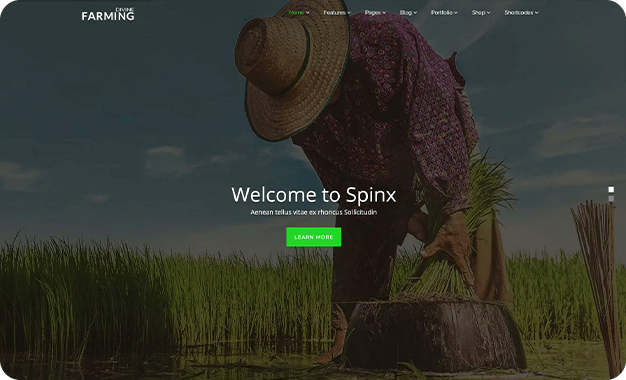 DIVINE
FARMING
Home
Features
Pages
Blog
Portfolio
Shop
Shortcodes
Welcome to Spinx
Aenean tellus vitae ex rhoncus Sollicitudin
LEARN MORE